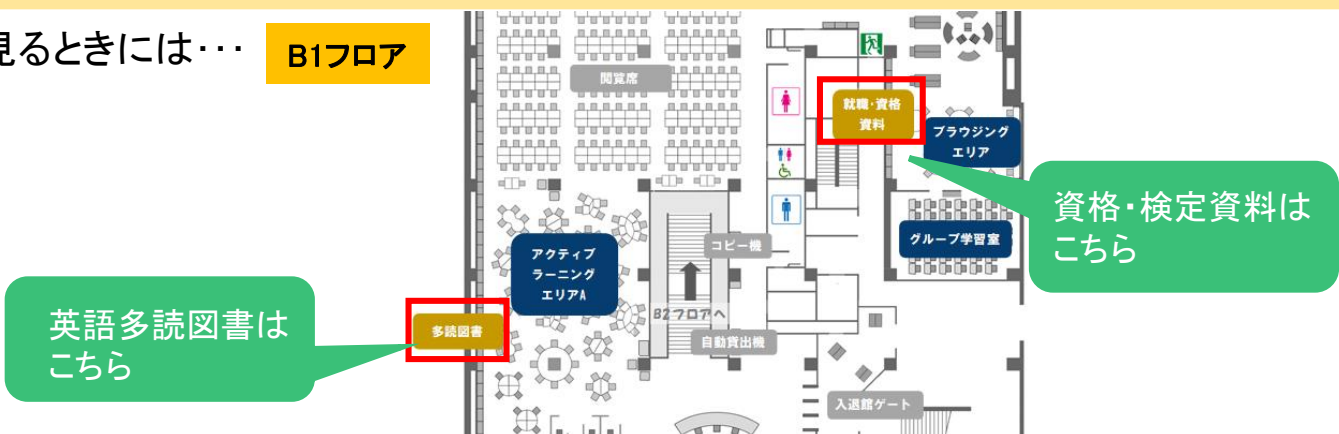 見るときには･･･
B1フロア
閲覧席
就職・資格
資料
ブラウジング
エリア
資格・検定資料は
こちら
グループ学習室
コピー機
アクティブ
ラーニング
エリアA
B2フロアへ
英語多読図書は
こちら
多読図書
自動貸出機
入退館ゲート